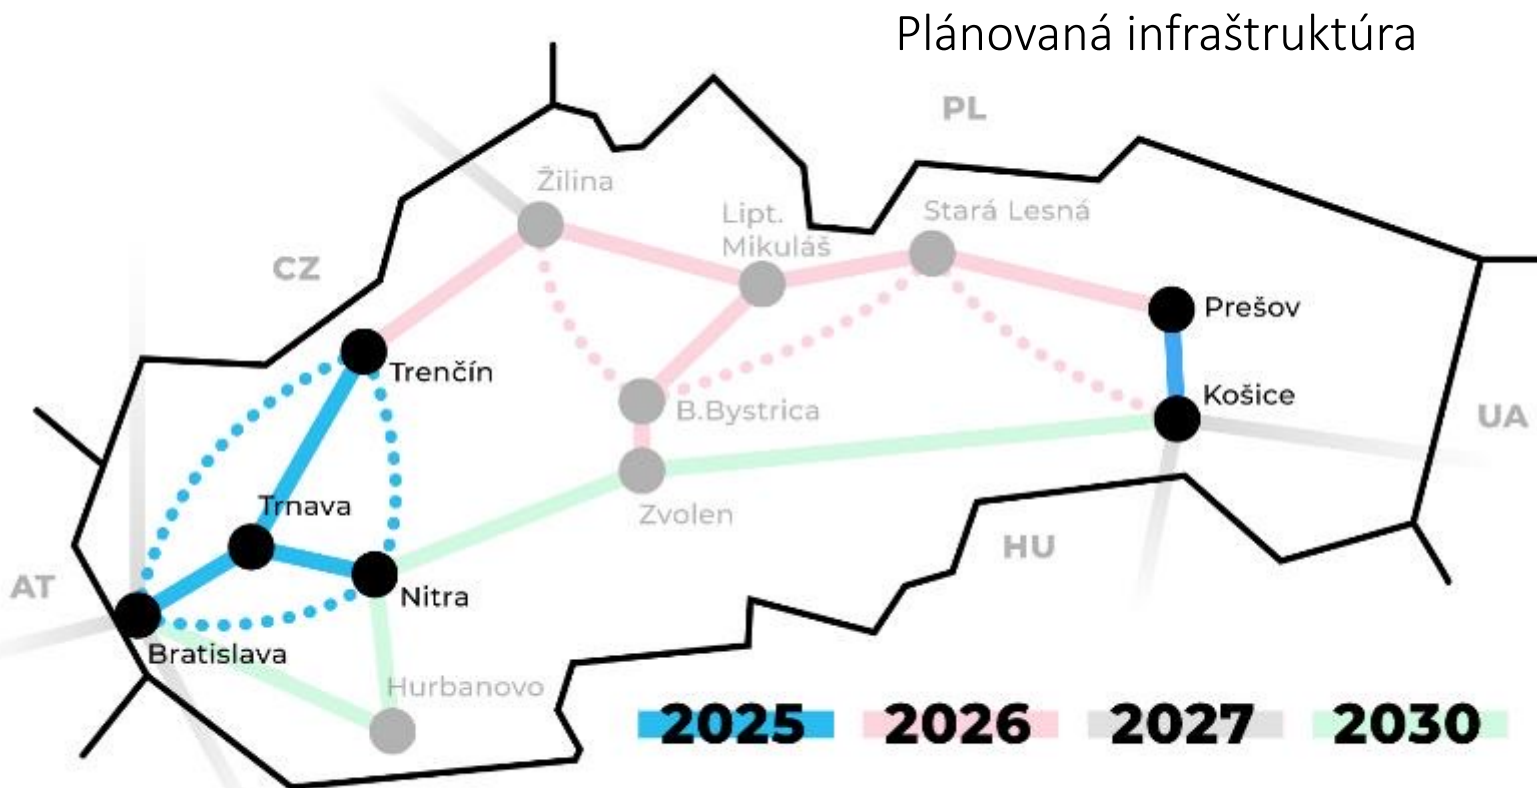 Plánovaná infraštruktúra
PL
Žilina
Lipt.
Mikuláš
Stará Lesná
CZ
Prešov
Trenčín
Košice
B.Bystrica
UA
Trnava
Zvolen
HU
AT
Nitra
Bratislava
Hurbanovo
2025 2026 2027 2030